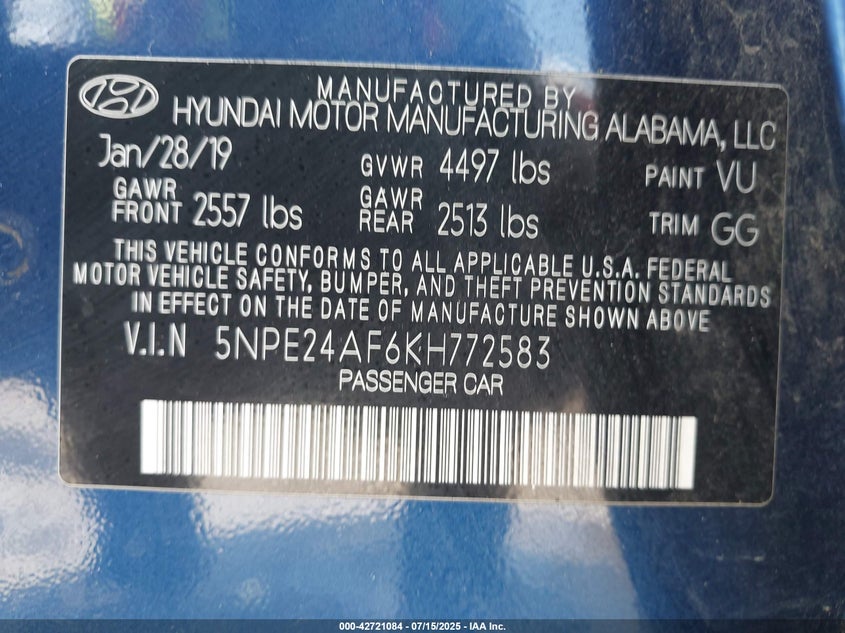 MANUFACTURED BY
HYUNDAI MOTOR MANUFACTURING ALABAMA, LLC
Jan/28/19 GVWR 4497 lbs PAINT VU
GAWR FRONT 2557 lbs GAWR REAR 2513 lbs TRIM GG
THIS VEHICLE CONFORMS TO ALL APPLICABLE U.S.A. FEDERAL
MOTOR VEHICLE SAFETY, BUMPER, AND THEFT PREVENTION STANDARDS
IN EFFECT ON THE DATE OF MANUFACTURE SHOWN ABOVE
V.I.N 5NPE24AF6KH772583
PASSENGER CAR
000-42721084 - 07/15/2025 - IAA Inc.